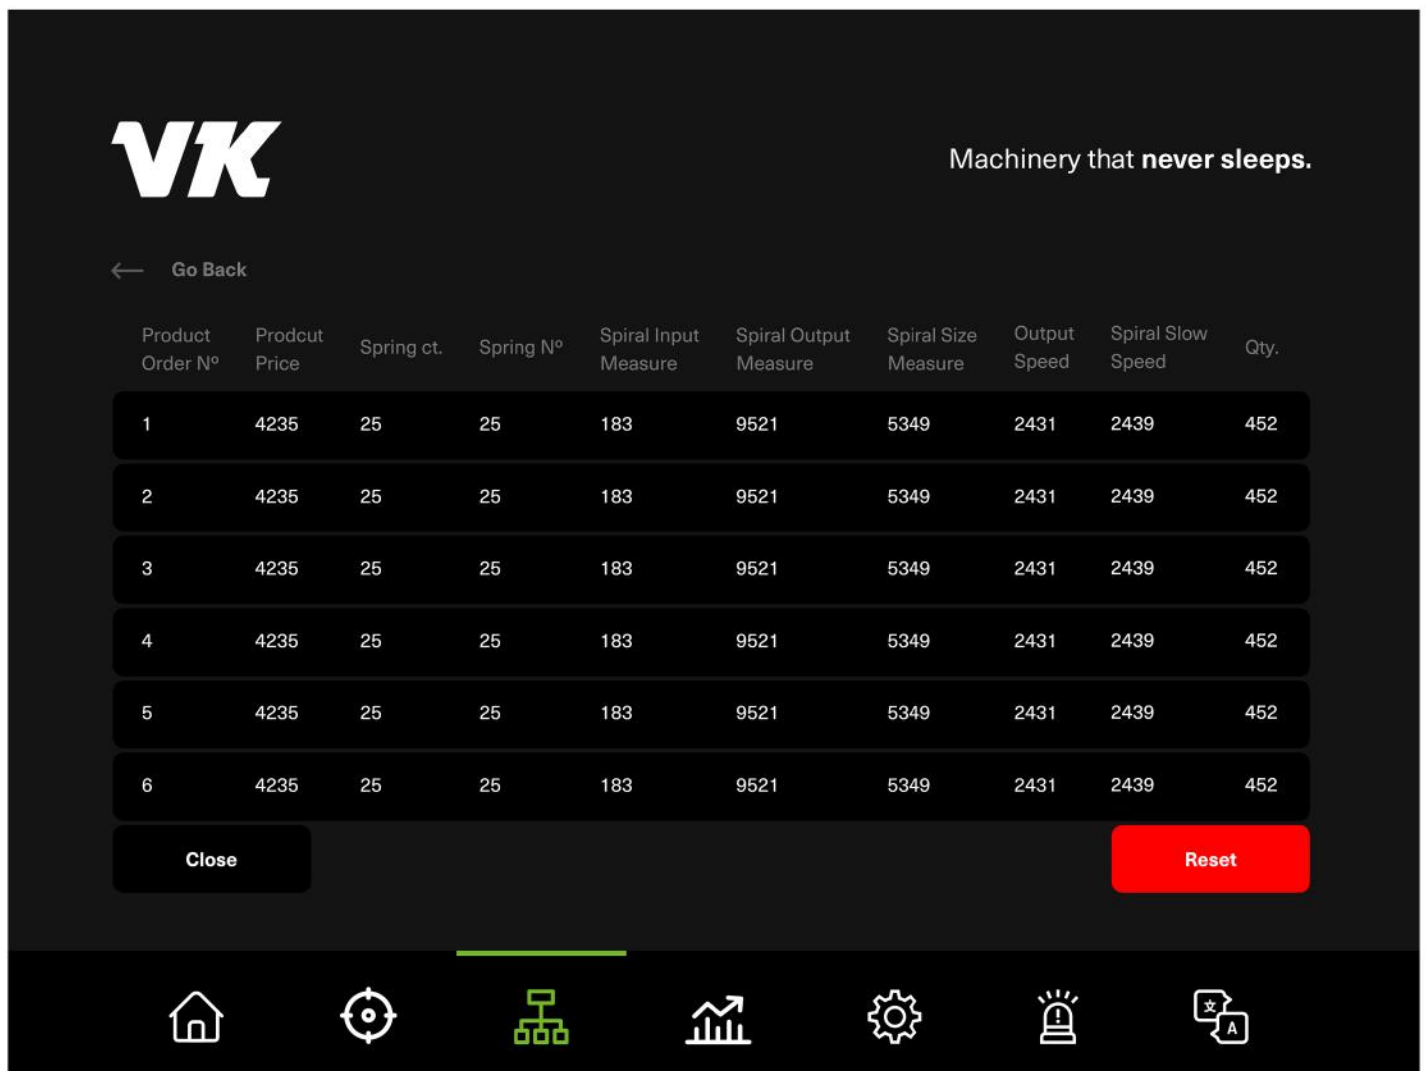 VK
Machinery that never sleeps.
Go Back
Product Order Nº Prodcut Price Spring ct. Spring Nº Spiral Input Measure Spiral Output Measure Spiral Size Measure Output Speed Spiral Slow Speed Qty.
1 4235 25 25 183 9521 5349 2431 2439 452
2 4235 25 25 183 9521 5349 2431 2439 452
3 4235 25 25 183 9521 5349 2431 2439 452
4 4235 25 25 183 9521 5349 2431 2439 452
5 4235 25 25 183 9521 5349 2431 2439 452
6 4235 25 25 183 9521 5349 2431 2439 452
Close Reset
文 A